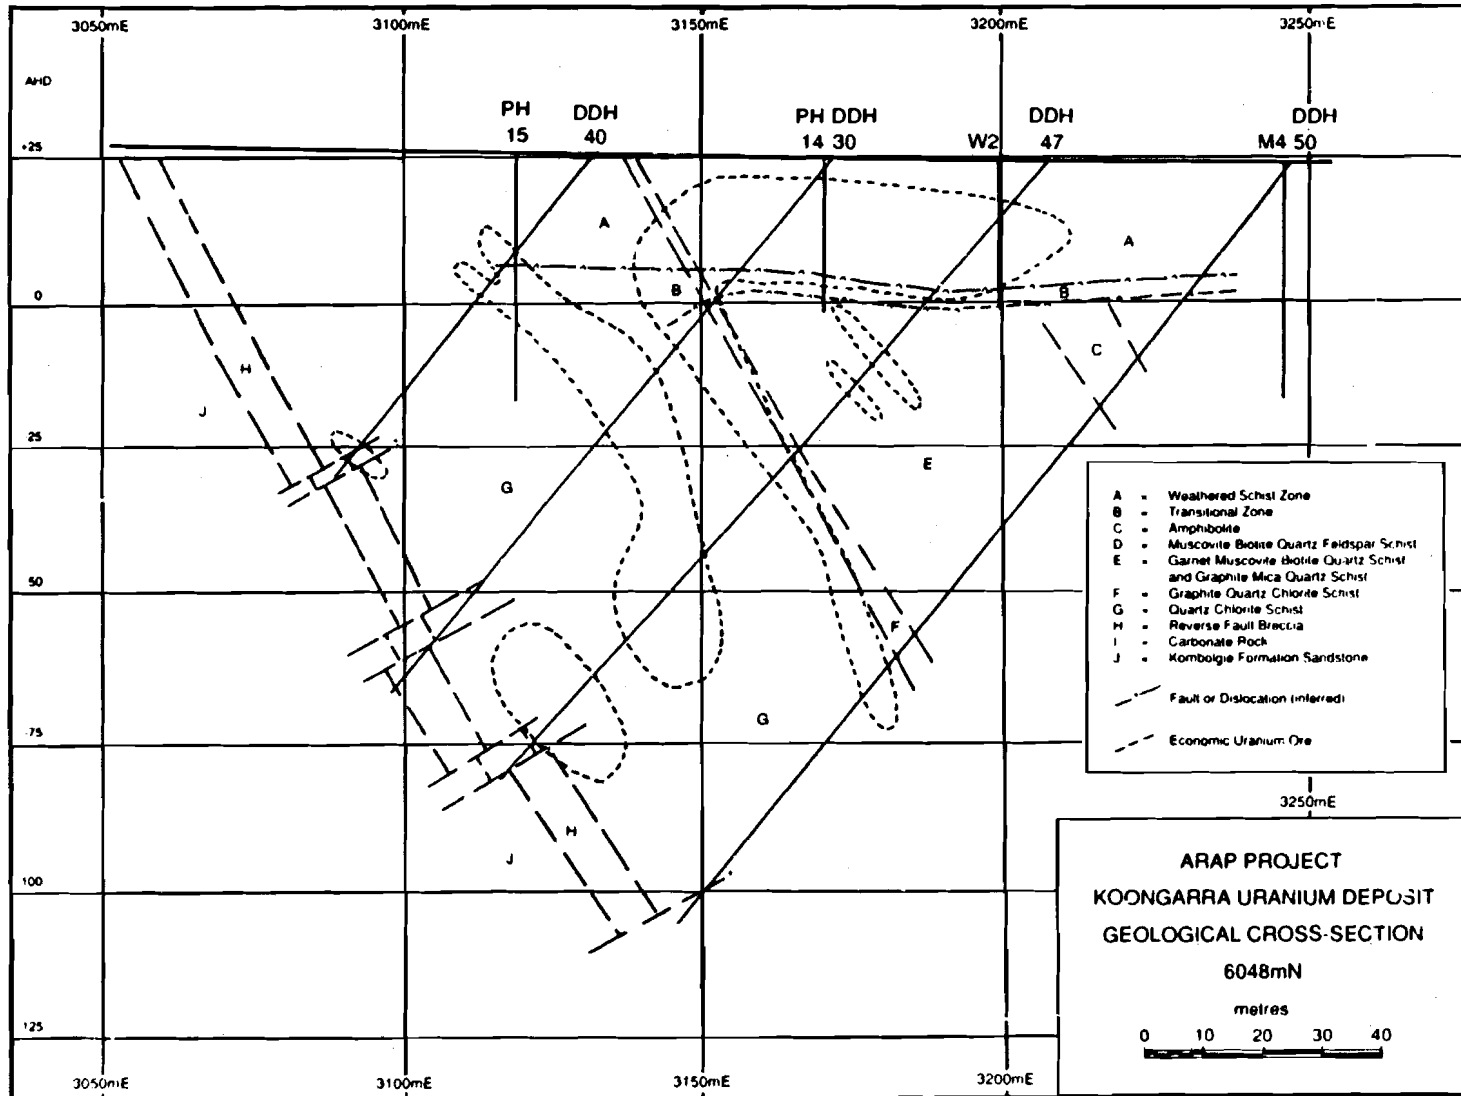 3050mE 3100mE 3150mE 3200mE 3250mE
AHD
PH DDH PH DDH DDH DDH
15 40 14 30 W2 47 M4 50
+25
A A
B B
0
C
H
J
25
E
G
A = Weathered Schist Zone
B = Transitional Zone
C = Amphibolite
D = Muscovite Biotite Quartz Feldspar Schist
E = Garnet Muscovite Biotite Quartz Schist
and Graphite Mica Quartz Schist
F = Graphite Quartz Chlorite Schist
G = Quartz Chlorite Schist
H = Reverse Fault Breccia
I = Carbonate Rock
J = Kombolgie Formation Sandstone
Fault or Dislocation (inferred)
Economic Uranium Ore
50
F
G
-75
3250mE
H
J
100
125
ARAP PROJECT
KOONGARRA URANIUM DEPOSIT
GEOLOGICAL CROSS-SECTION
6048mN
metres
0 10 20 30 40
3050mE 3100mE 3150mE 3200mE